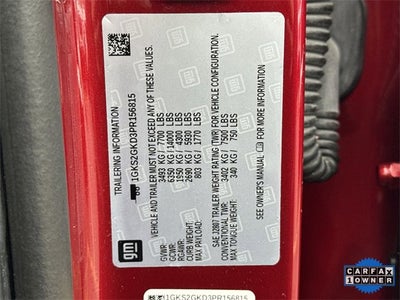 TRAILERING INFORMATION
1GKS2GKD3PR156815
VEHICLE AND TRAILER MUST NOT EXCEED ANY OF THESE VALUES.
GVWR: 3493 KG / 7700 LBS
GCWR: 6350 KG / 14000 LBS
RGAWR: 1950 KG / 4300 LBS
CURB WEIGHT: 2690 KG / 5930 LBS
MAX PAYLOAD: 803 KG / 1770 LBS
SAE J2807 TRAILER WEIGHT RATING (TWR) FOR VEHICLE CONFIGURATION.
CONVENTIONAL TWR: 3402 KG / 7500 LBS
MAX TONGUE WEIGHT: 340 KG / 750 LBS
SEE OWNER'S MANUAL FOR MORE INFORMATION.
gm
1GKS2GKD3PR156815
CARFAX
1 OWNER